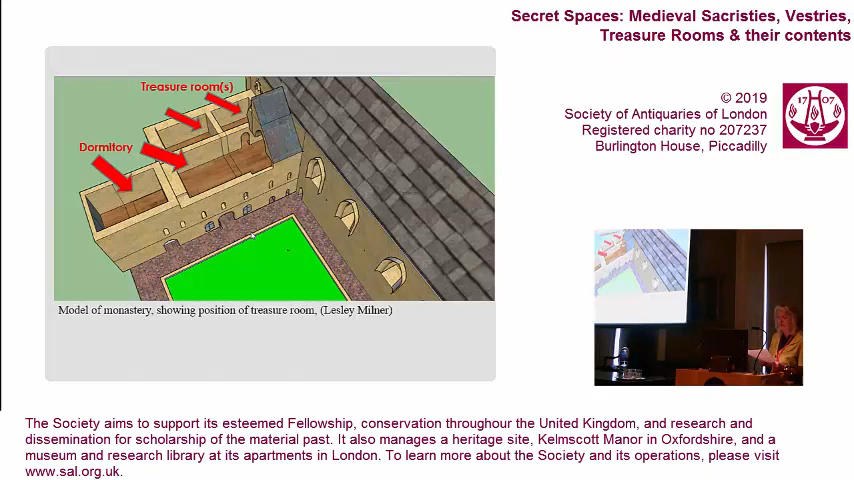 Secret Spaces: Medieval Sacristies, Vestries,
Treasure Rooms & their contents
© 2019
Society of Antiquaries of London
Registered charity no 207237
Burlington House, Piccadilly
17 07
Treasure room(s)
Dormitory
Model of monastery, showing position of treasure room, (Lesley Milner)
The Society aims to support its esteemed Fellowship, conservation throughour the United Kingdom, and research and
dissemination for scholarship of the material past. It also manages a heritage site, Kelmscott Manor in Oxfordshire, and a
museum and research library at its apartments in London. To learn more about the Society and its operations, please visit
www.sal.org.uk.